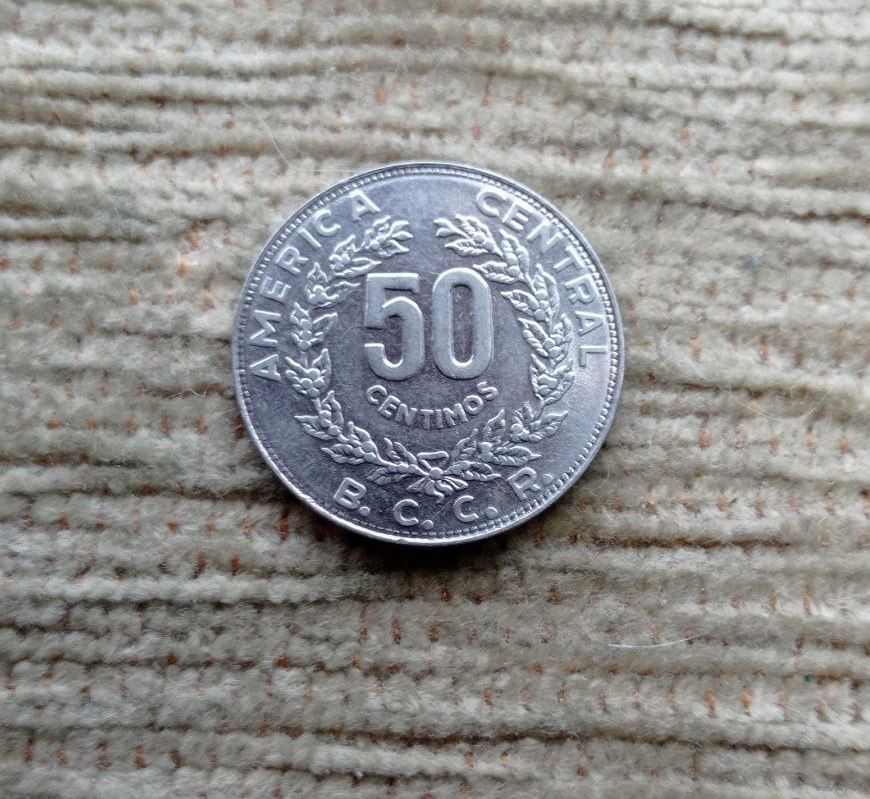 AMERICA CENTRAL
50
CENTIMOS
B. C. C. R.